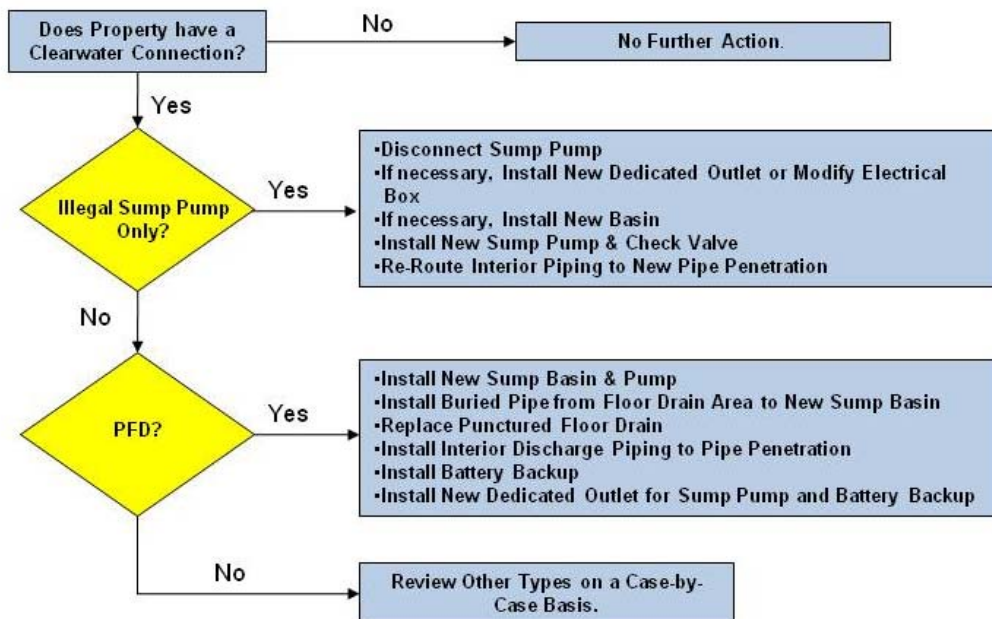 Does Property have a
Clearwater Connection?
No
No Further Action.
Yes
Illegal Sump Pump
Only?
Yes
•Disconnect Sump Pump
•If necessary, Install New Dedicated Outlet or Modify Electrical
Box
•If necessary, Install New Basin
•Install New Sump Pump & Check Valve
•Re-Route Interior Piping to New Pipe Penetration
No
PFD?
Yes
•Install New Sump Basin & Pump
•Install Buried Pipe from Floor Drain Area to New Sump Basin
•Replace Punctured Floor Drain
•Install Interior Discharge Piping to Pipe Penetration
•Install Battery Backup
•Install New Dedicated Outlet for Sump Pump and Battery Backup
No
Review Other Types on a Case-by-
Case Basis.